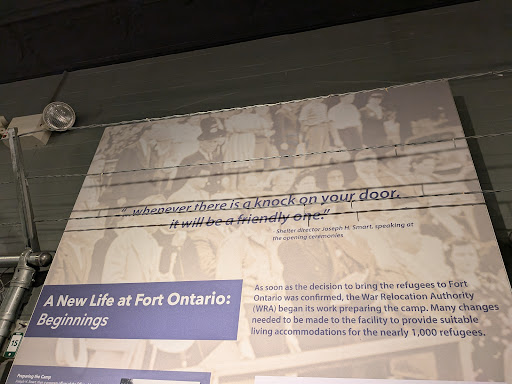 "...whenever there is a knock on your door,
it will be a friendly one."
-Shelter director Joseph H. Smart, speaking at
the opening ceremonies
A New Life at Fort Ontario:
Beginnings
As soon as the decision to bring the refugees to Fort
Ontario was confirmed, the War Relocation Authority
(WRA) began its work preparing the camp. Many changes
needed to be made to the facility to provide suitable
living accommodations for the nearly 1,000 refugees.
Preparing the Camp